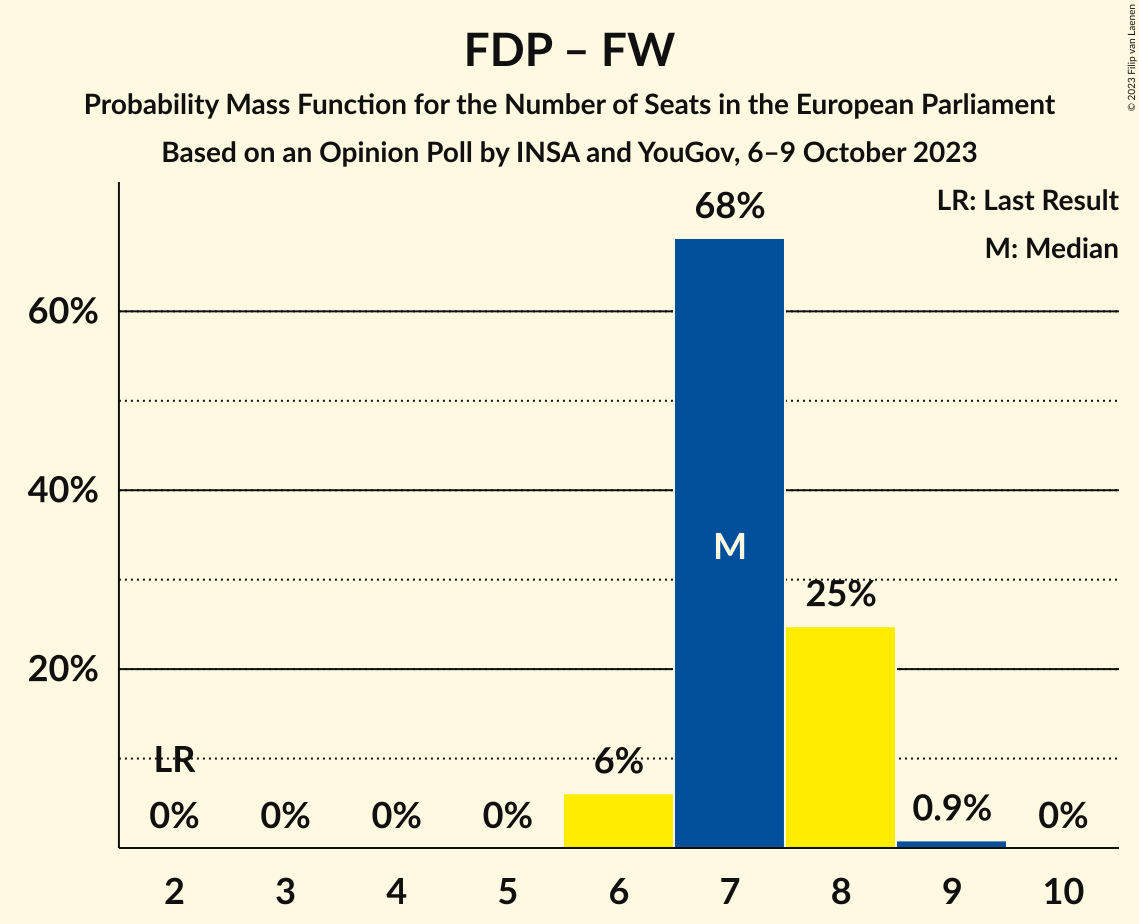 FDP – FW
Probability Mass Function for the Number of Seats in the European Parliament
Based on an Opinion Poll by INSA and YouGov, 6–9 October 2023
© 2023 Filip van Laenen
LR: Last Result
M: Median
68%
60%
40%
M
25%
20%
LR
6%
0% 0% 0% 0% 0.9% 0%
2 3 4 5 6 7 8 9 10